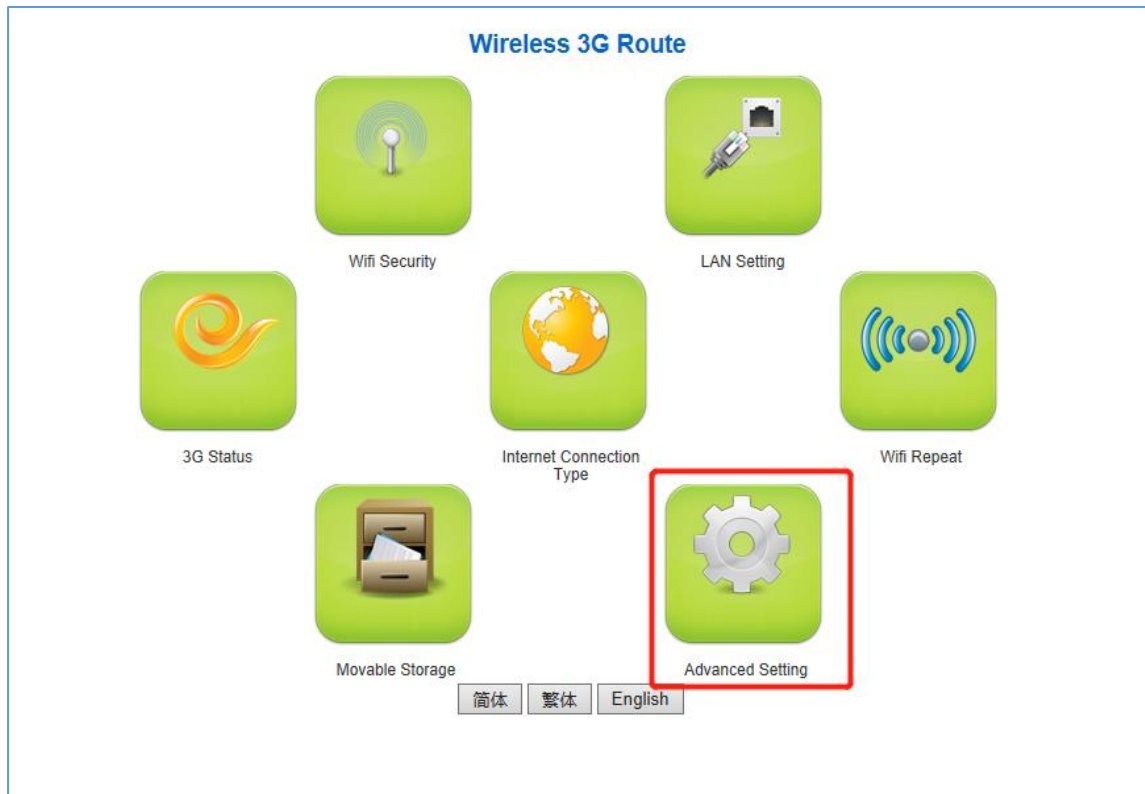 Wireless 3G Route
Wifi Security
LAN Setting
3G Status
Internet Connection
Type
Wifi Repeat
Movable Storage
Advanced Setting
简体
繁体
English